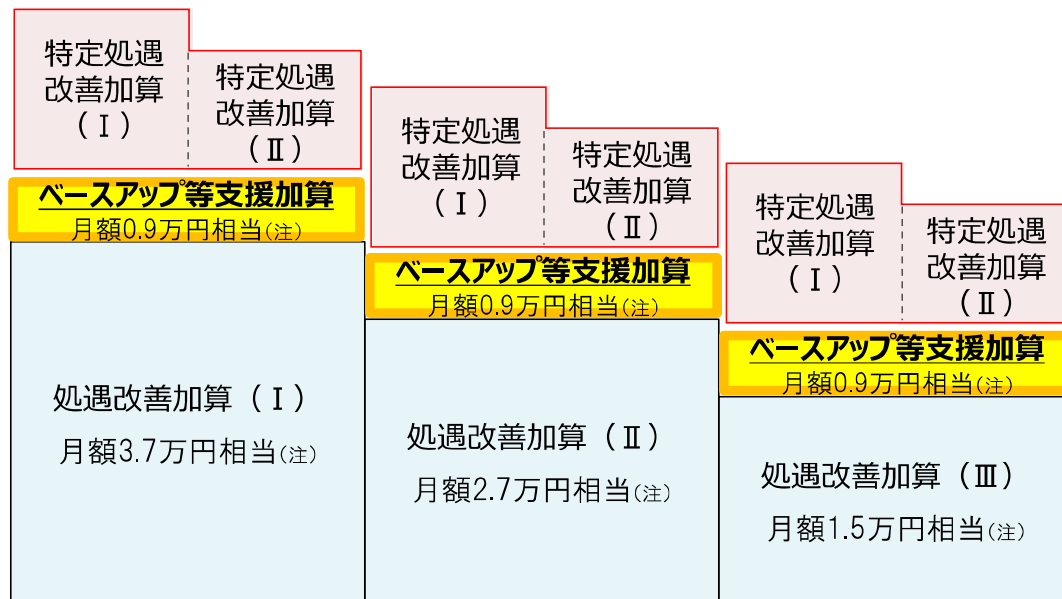 特定処遇
改善加算
（Ⅰ）
特定処遇
改善加算
（Ⅱ）
ベースアップ等支援加算
月額0.9万円相当(注)
処遇改善加算（Ⅰ）
月額3.7万円相当(注)
特定処遇
改善加算
（Ⅰ）
特定処遇
改善加算
（Ⅱ）
ベースアップ等支援加算
月額0.9万円相当(注)
処遇改善加算（Ⅱ）
月額2.7万円相当(注)
特定処遇
改善加算
（Ⅰ）
特定処遇
改善加算
（Ⅱ）
ベースアップ等支援加算
月額0.9万円相当(注)
処遇改善加算（Ⅲ）
月額1.5万円相当(注)